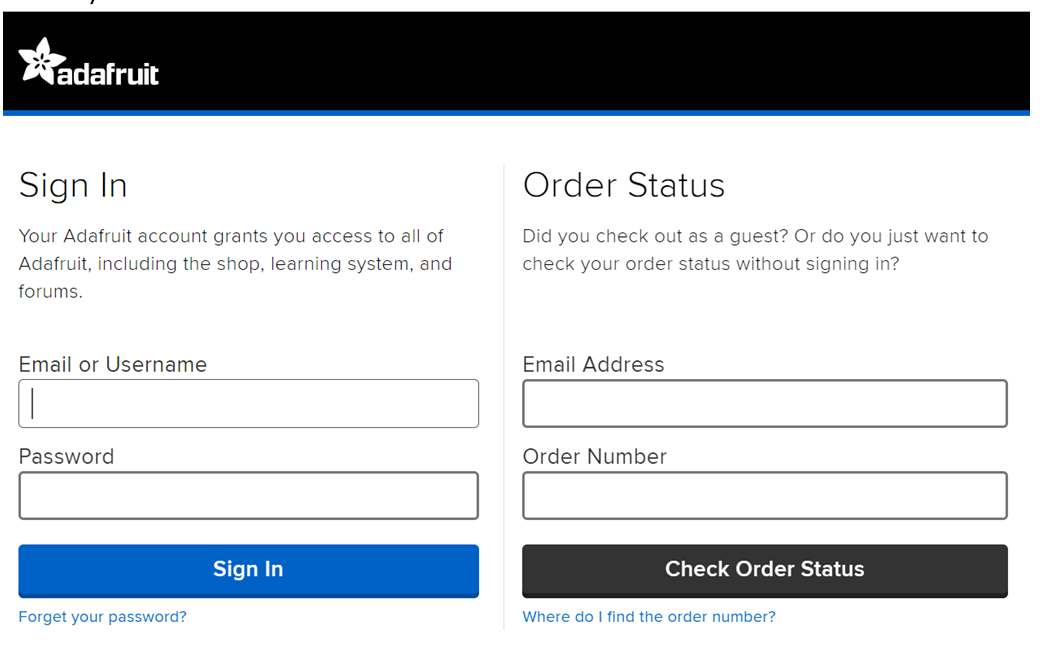 adafruit
Sign In
Your Adafruit account grants you access to all of
Adafruit, including the shop, learning system, and
forums.
Email or Username
Password
Sign In
Forget your password?
Order Status
Did you check out as a guest? Or do you just want to
check your order status without signing in?
Email Address
Order Number
Check Order Status
Where do I find the order number?